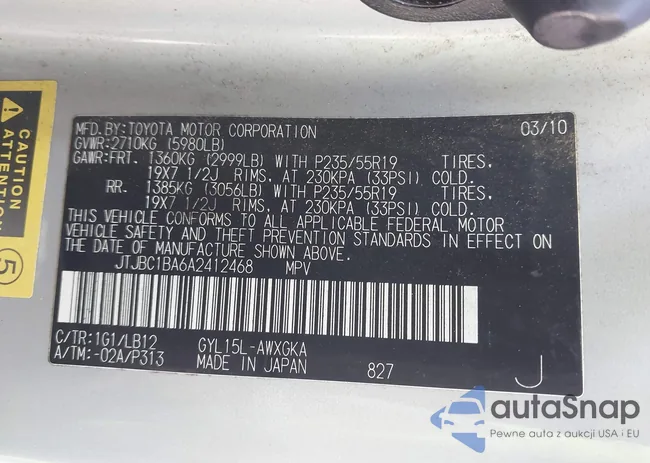 CAUTION
ATTENTION
5
MFD.BY:TOYOTA MOTOR CORPORATION 03/10
GVWR:2710KG (5980LB)
GAWR:FRT. 1360KG (2999LB) WITH P235/55R19 TIRES,
19X7 1/2J RIMS, AT 230KPA (33PSI) COLD.
RR. 1385KG (3056LB) WITH P235/55R19 TIRES,
19X7 1/2J RIMS, AT 230KPA (33PSI) COLD.
THIS VEHICLE CONFORMS TO ALL APPLICABLE FEDERAL MOTOR
VEHICLE SAFETY AND THEFT PREVENTION STANDARDS IN EFFECT ON
THE DATE OF MANUFACTURE SHOWN ABOVE.
JTJBC1BA6A2412468 MPV
C/TR:1G1/LB12 GYL15L-AWXGKA
A/TM:-02A/P313 MADE IN JAPAN 827 J
autaSnap
Pewne auta z aukcji USA i EU